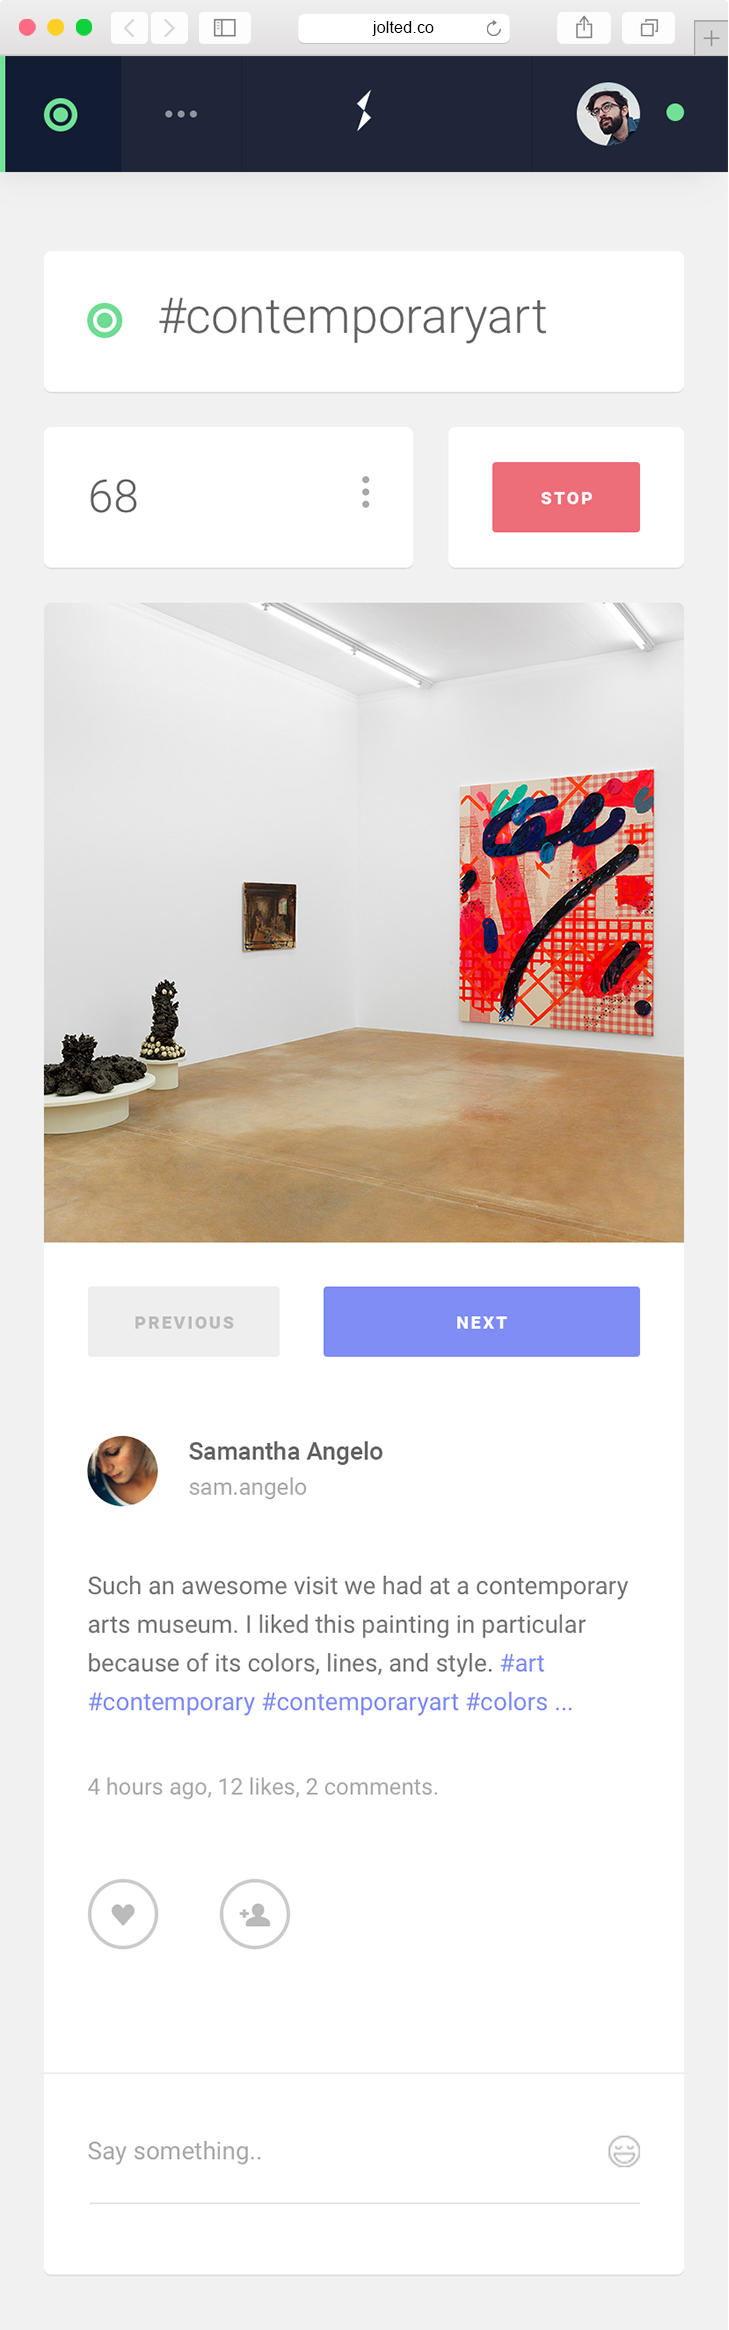 jolted.co
#contemporaryart
68
STOP
PREVIOUS
NEXT
Samantha Angelo
sam.angelo
Such an awesome visit we had at a contemporary
arts museum. I liked this painting in particular
because of its colors, lines, and style. #art
#contemporary #contemporaryart #colors ...
4 hours ago, 12 likes, 2 comments.
Say something..